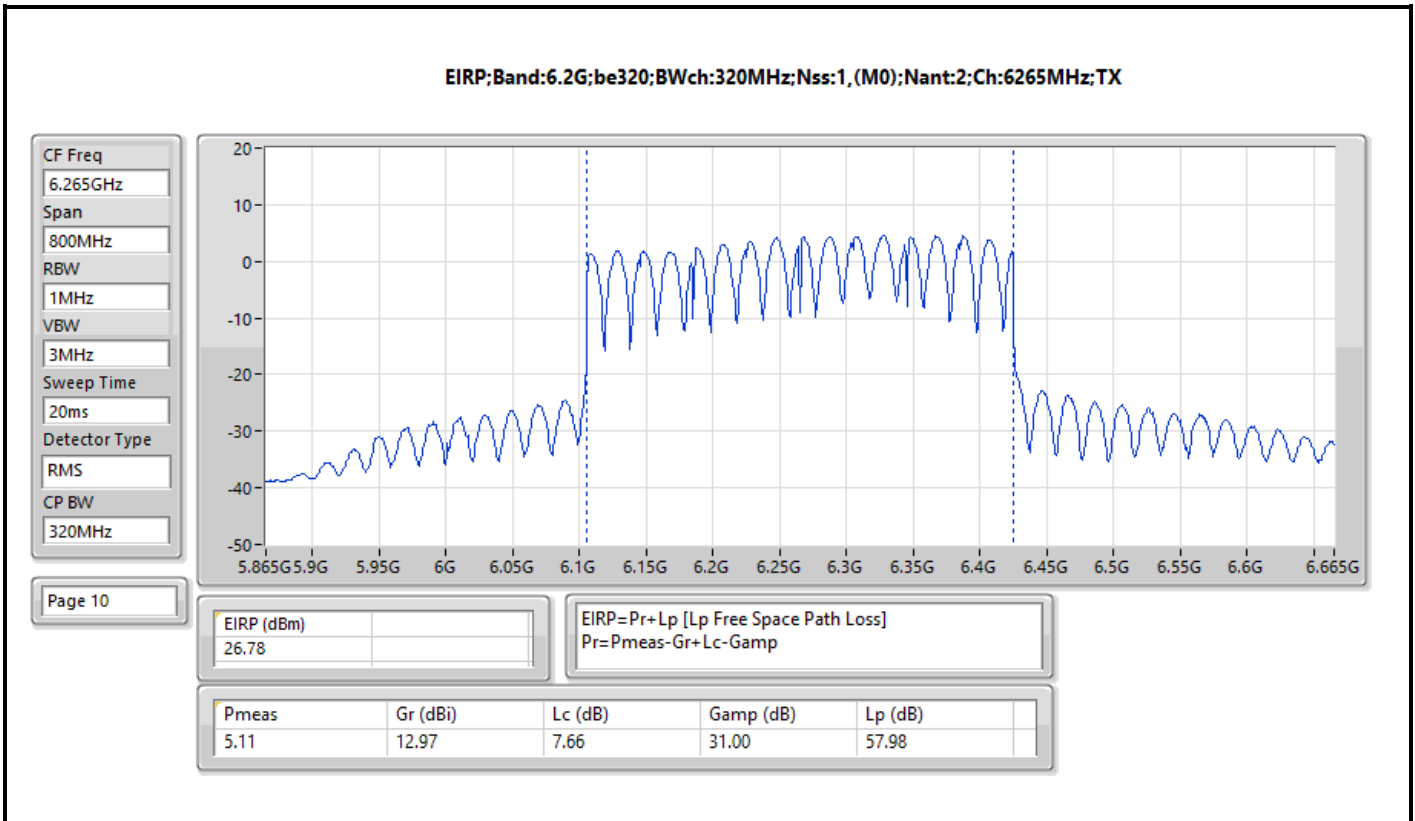 EIRP;Band:6.2G;be320;BWch:320MHz;Nss:1,(M0);Nant:2;Ch:6265MHz;TX
CF Freq
6.265GHz
Span
800MHz
RBW
1MHz
VBW
3MHz
Sweep Time
20ms
Detector Type
RMS
CP BW
320MHz
Page 10
20
10
0
-10
-20
-30
-40
-50
5.865G 5.9G 5.95G 6G 6.05G 6.1G 6.15G 6.2G 6.25G 6.3G 6.35G 6.4G 6.45G 6.5G 6.55G 6.6G 6.665G
EIRP (dBm)
26.78
EIRP=Pr+Lp [Lp Free Space Path Loss]
Pr=Pmeas-Gr+Lc-Gamp
Pmeas Gr (dBi) Lc (dB) Gamp (dB) Lp (dB)
5.11 12.97 7.66 31.00 57.98